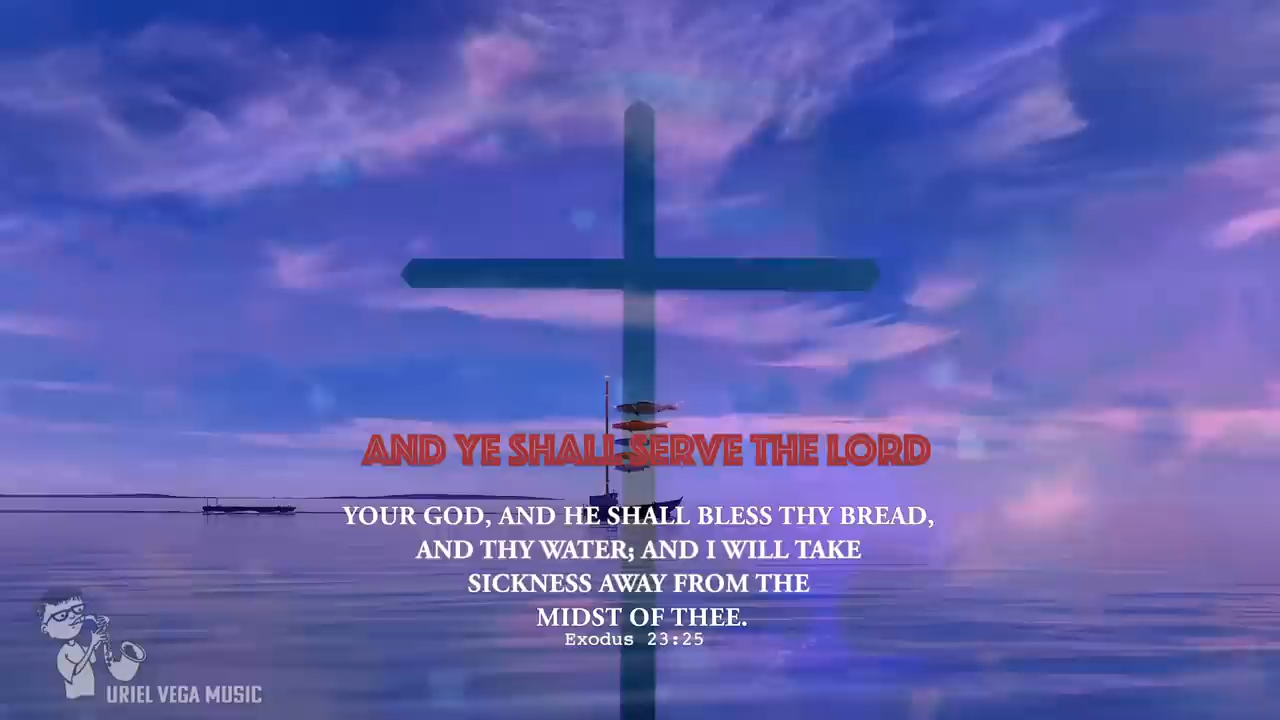 AND YE SHALL SERVE THE LORD
YOUR GOD, AND HE SHALL BLESS THY BREAD,
AND THY WATER; AND I WILL TAKE
SICKNESS AWAY FROM THE
MIDST OF THEE.
Exodus 23:25
URIEL VEGA MUSIC